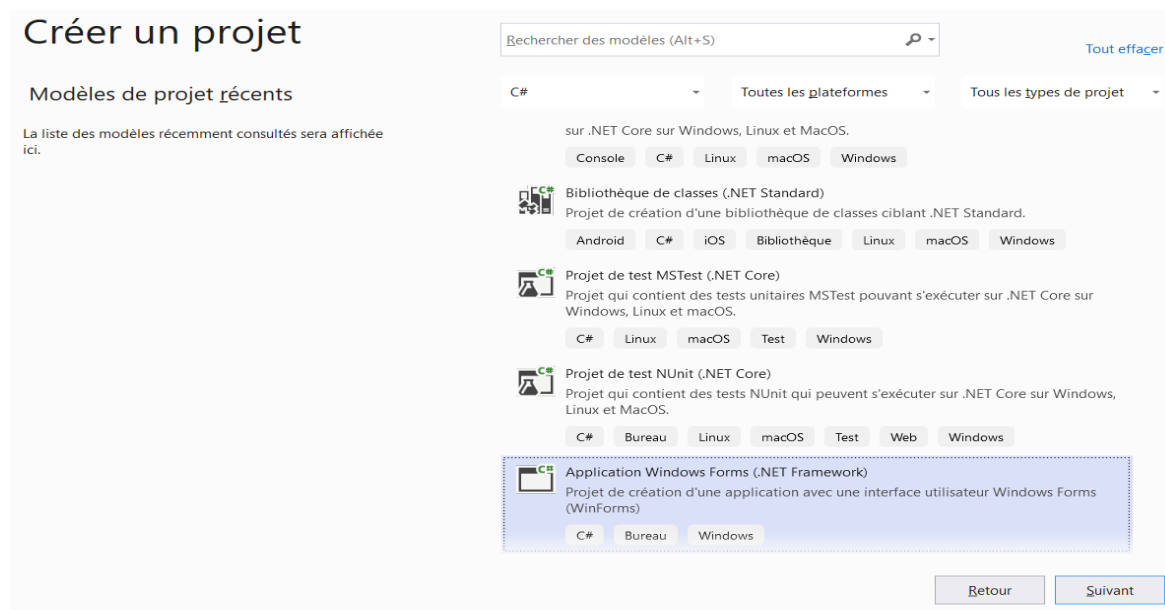 Créer un projet
Rechercher des modèles (Alt+S)
Tout effacer
Modèles de projet récents
C#
Toutes les plateformes
Tous les types de projet
La liste des modèles récemment consultés sera affichée
ici.
sur .NET Core sur Windows, Linux et MacOS.
Console C# Linux macOS Windows
C#
Bibliothèque de classes (.NET Standard)
Projet de création d'une bibliothèque de classes ciblant .NET Standard.
Android C# iOS Bibliothèque Linux macOS Windows
C#
Projet de test MSTest (.NET Core)
Projet qui contient des tests unitaires MSTest pouvant s'exécuter sur .NET Core sur
Windows, Linux et macOS.
C# Linux macOS Test Windows
C#
Projet de test NUnit (.NET Core)
Projet qui contient des tests NUnit qui peuvent s'exécuter sur .NET Core sur Windows,
Linux et MacOS.
C# Bureau Linux macOS Test Web Windows
C#
Application Windows Forms (.NET Framework)
Projet de création d'une application avec une interface utilisateur Windows Forms
(WinForms)
C# Bureau Windows
Retour
Suivant